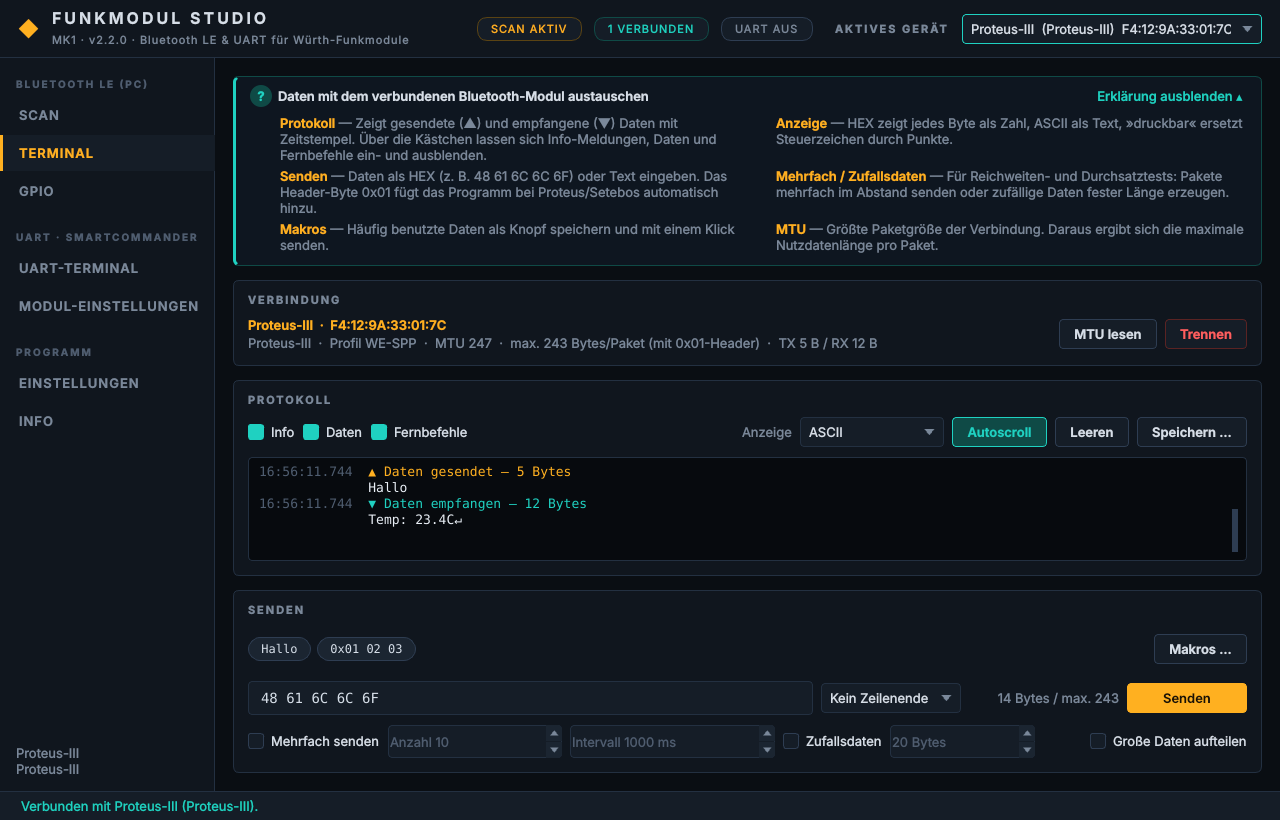 FUNKMODUL STUDIO
MK1 · v2.2.0 · Bluetooth LE & UART für Würth-Funkmodule
SCAN AKTIV
1 VERBUNDEN
UART AUS
AKTIVES GERÄT
Proteus-III (Proteus-III) F4:12:9A:33:01:7C
BLUETOOTH LE (PC)
SCAN
TERMINAL
GPIO
UART · SMARTCOMMANDER
UART-TERMINAL
MODUL-EINSTELLUNGEN
PROGRAMM
EINSTELLUNGEN
INFO
Proteus-III
Proteus-III
? Daten mit dem verbundenen Bluetooth-Modul austauschen
Erklärung ausblenden ▴
Protokoll — Zeigt gesendete (▲) und empfangene (▼) Daten mit
Zeitstempel. Über die Kästchen lassen sich Info-Meldungen, Daten und
Fernbefehle ein- und ausblenden.
Anzeige — HEX zeigt jedes Byte als Zahl, ASCII als Text, »druckbar« ersetzt
Steuerzeichen durch Punkte.
Senden — Daten als HEX (z. B. 48 61 6C 6C 6F) oder Text eingeben. Das
Header-Byte 0x01 fügt das Programm bei Proteus/Setebos automatisch
hinzu.
Mehrfach / Zufallsdaten — Für Reichweiten- und Durchsatztests: Pakete
mehrfach im Abstand senden oder zufällige Daten fester Länge erzeugen.
Makros — Häufig benutzte Daten als Knopf speichern und mit einem Klick
senden.
MTU — Größte Paketgröße der Verbindung. Daraus ergibt sich die maximale
Nutzdatenlänge pro Paket.
VERBINDUNG
Proteus-III · F4:12:9A:33:01:7C
Proteus-III · Profil WE-SPP · MTU 247 · max. 243 Bytes/Paket (mit 0x01-Header) · TX 5 B / RX 12 B
MTU lesen
Trennen
PROTOKOLL
Info
Daten
Fernbefehle
Anzeige
ASCII
Autoscroll
Leeren
Speichern ...
16:56:11.744 ▲ Daten gesendet — 5 Bytes
Hallo
16:56:11.744 ▼ Daten empfangen — 12 Bytes
Temp: 23.4C↵
SENDEN
Hallo
0x01 02 03
Makros ...
48 61 6C 6C 6F
Kein Zeilenende
14 Bytes / max. 243
Senden
Mehrfach senden
Anzahl 10
Intervall 1000 ms
Zufallsdaten
20 Bytes
Große Daten aufteilen
Verbunden mit Proteus-III (Proteus-III).